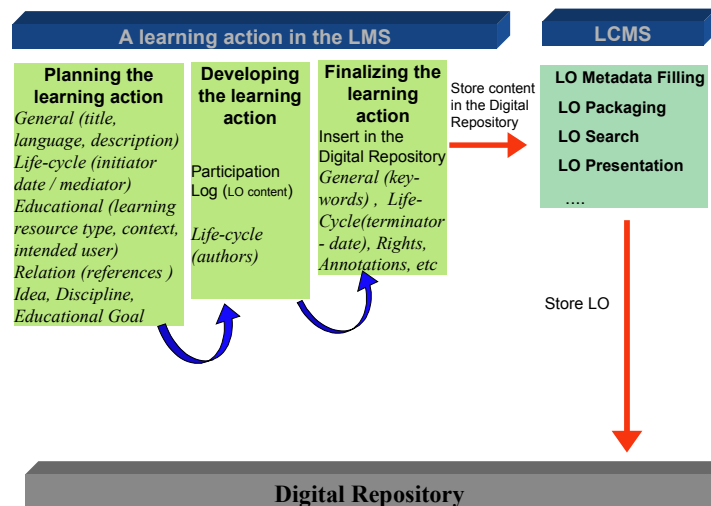 A learning action in the LMS
LCMS
Planning the
learning action
General (title,
language, description)
Life-cycle (initiator
date / mediator)
Educational (learning
resource type, context,
intended user)
Relation (references )
Idea, Discipline,
Educational Goal
Developing
the learning
action
Participation
Log (LO content)
Life-cycle
(authors)
Finalizing the
learning
action
Insert in the
Digital Repository
General (key-
words) , Life-
Cycle(terminator
- date), Rights,
Annotations, etc
Store content
in the Digital
Repository
LO Metadata Filling
LO Packaging
LO Search
LO Presentation
....
Store LO
Digital Repository